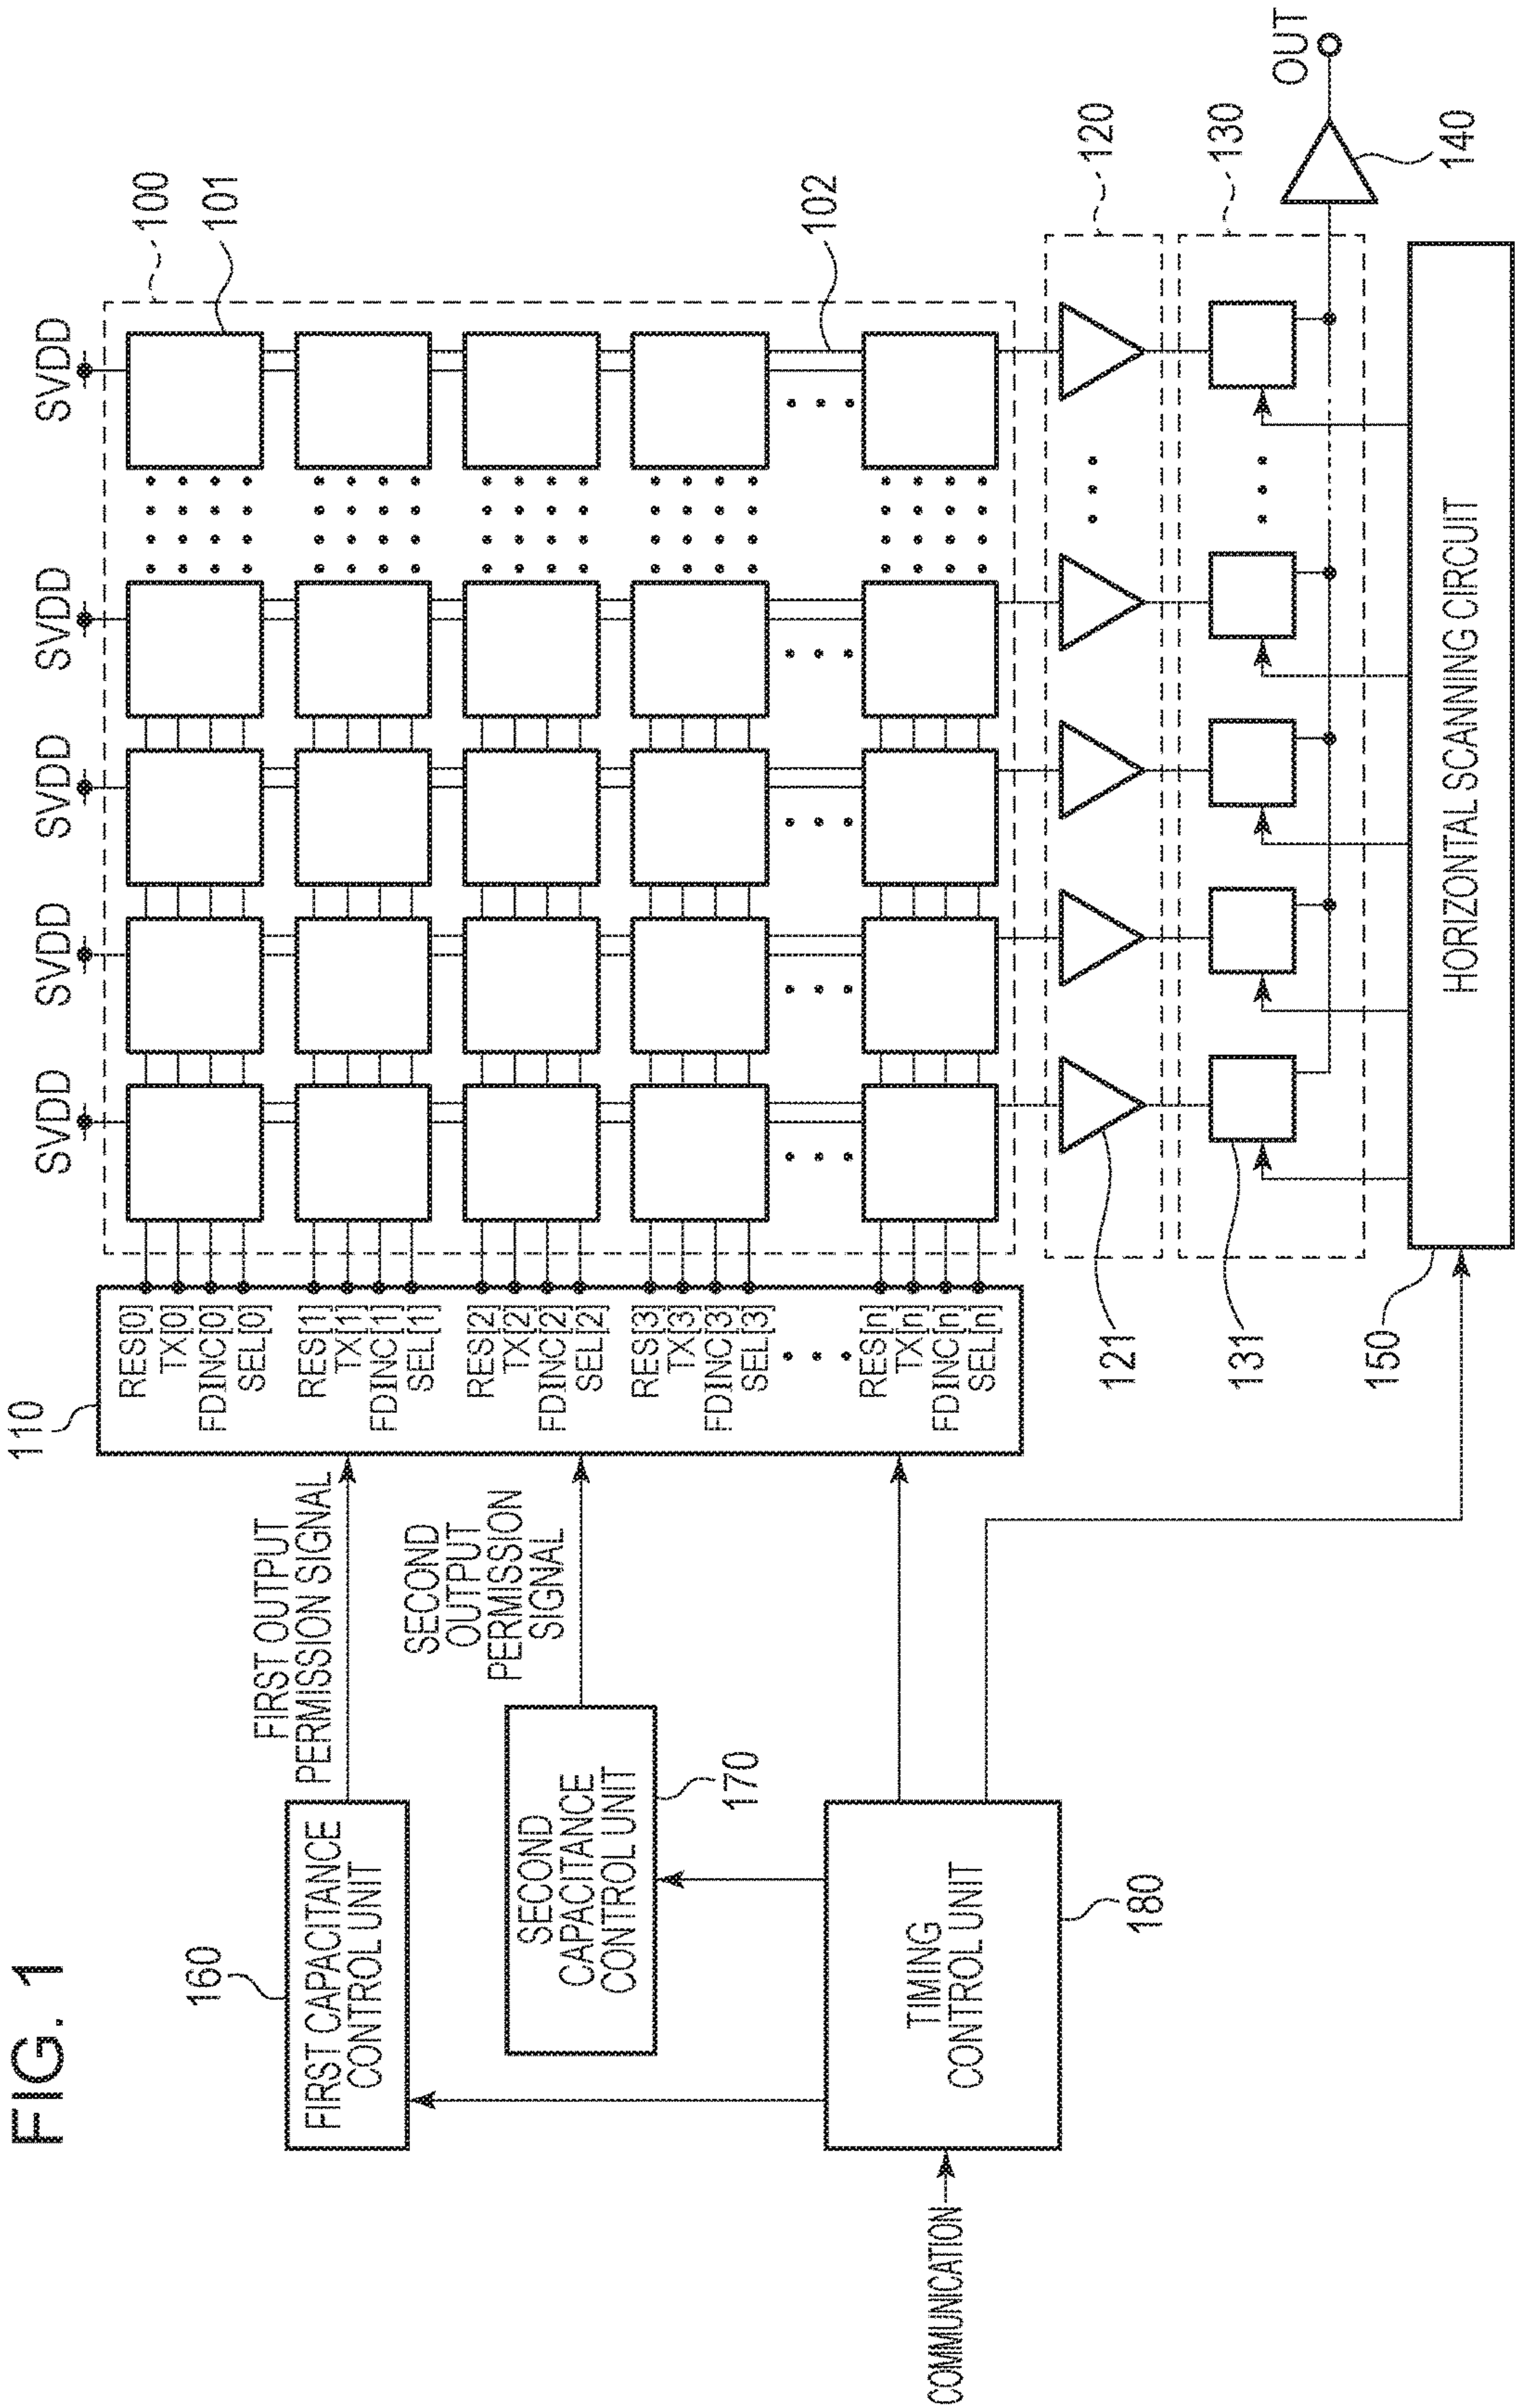 FIG. 1
160
FIRST CAPACITANCE
CONTROL UNIT
FIRST OUTPUT
PERMISSION SIGNAL
SECOND
CAPACITANCE
CONTROL UNIT
170
SECOND
OUTPUT
PERMISSION
SIGNAL
COMMUNICATION
TIMING
CONTROL UNIT
180
110
RES[0]
TX[0]
FDINC[0]
SEL[0]
RES[1]
TX[1]
FDINC[1]
SEL[1]
RES[2]
TX[2]
FDINC[2]
SEL[2]
RES[3]
TX[3]
FDINC[3]
SEL[3]
RES[n]
TX[n]
FDINC[n]
SEL[n]
SVDD
SVDD
SVDD
SVDD
SVDD
100
101
102
121
120
131
130
150
HORIZONTAL SCANNING CIRCUIT
140
OUT